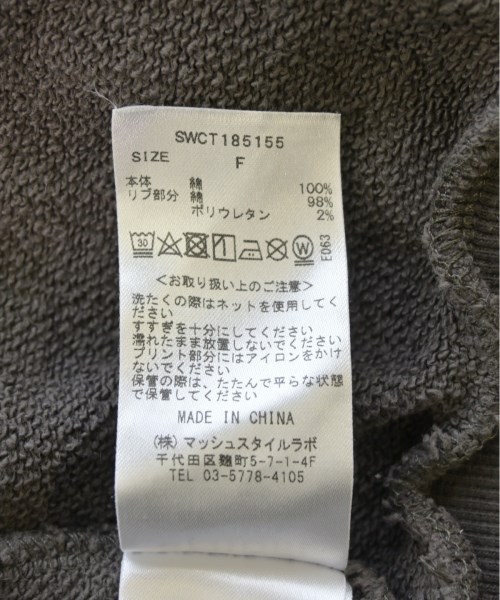 SWCT185155
SIZE F
本体 綿 100%
リブ部分 綿 98%
ポリウレタン 2%
30 W E063
<お取り扱い上のご注意>
洗たくの際はネットを使用してく
ださい
すすぎを十分にしてください
濡れたまま放置しないでください
プリント部分にはアイロンをかけ
ないでください
保管の際は、たたんで平らな状態
で保管してください
MADE IN CHINA
(株)マッシュスタイルラボ
千代田区麹町5-7-1-4F
TEL 03-5778-4105